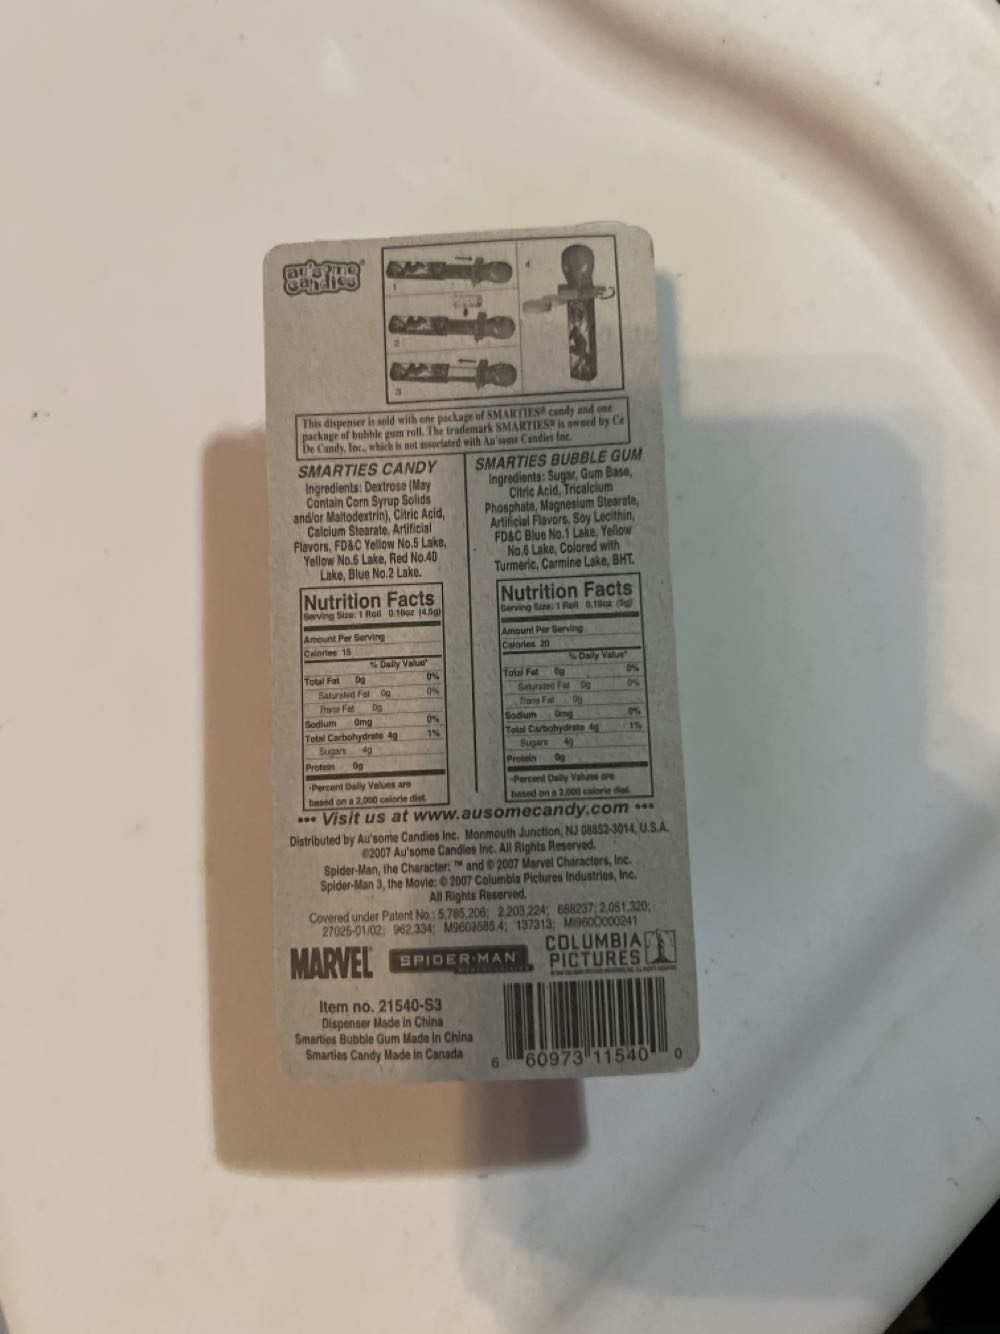 au'some
candies®
1
2
3
4
This dispenser is sold with one package of SMARTIES® candy and one
package of bubble gum roll. The trademark SMARTIES® is owned by Ce
De Candy, Inc., which is not associated with Au'some Candies Inc.
SMARTIES CANDY
Ingredients: Dextrose (May
Contain Corn Syrup Solids
and/or Maltodextrin), Citric Acid,
Calcium Stearate, Artificial
Flavors, FD&C Yellow No.5 Lake,
Yellow No.6 Lake, Red No.40
Lake, Blue No.2 Lake.
Nutrition Facts
Serving Size: 1 Roll 0.16oz (4.5g)
Amount Per Serving
Calories 15
% Daily Value*
Total Fat 0g 0%
Saturated Fat 0g 0%
Trans Fat 0g
Sodium 0mg 0%
Total Carbohydrate 4g 1%
Sugars 4g
Protein 0g
*Percent Daily Values are
based on a 2,000 calorie diet.
SMARTIES BUBBLE GUM
Ingredients: Sugar, Gum Base,
Citric Acid, Tricalcium
Phosphate, Magnesium Stearate,
Artificial Flavors, Soy Lecithin,
FD&C Blue No.1 Lake, Yellow
No.6 Lake, Colored with
Turmeric, Carmine Lake, BHT.
Nutrition Facts
Serving Size: 1 Roll 0.18oz (5g)
Amount Per Serving
Calories 20
% Daily Value*
Total Fat 0g 0%
Saturated Fat 0g 0%
Trans Fat 0g
Sodium 0mg 0%
Total Carbohydrate 4g 1%
Sugars 4g
Protein 0g
*Percent Daily Values are
based on a 2,000 calorie diet.
••• Visit us at www.ausomecandy.com •••
Distributed by Au'some Candies Inc. Monmouth Junction, NJ 08852-3014, U.S.A.
©2007 Au'some Candies Inc. All Rights Reserved.
Spider-Man, the Character: ™ and © 2007 Marvel Characters, Inc.
Spider-Man 3, the Movie: © 2007 Columbia Pictures Industries, Inc.
All Rights Reserved.
Covered under Patent No.: 5,785,206; 2,203,224; 688237; 2,051,320;
27025-01/02; 962,334; M9603585.4; 137313; MI96O000241
MARVEL®
SPIDER-MAN
COLUMBIA
PICTURES
Item no. 21540-S3
Dispenser Made in China
Smarties Bubble Gum Made in China
Smarties Candy Made in Canada
6 60973 11540 0